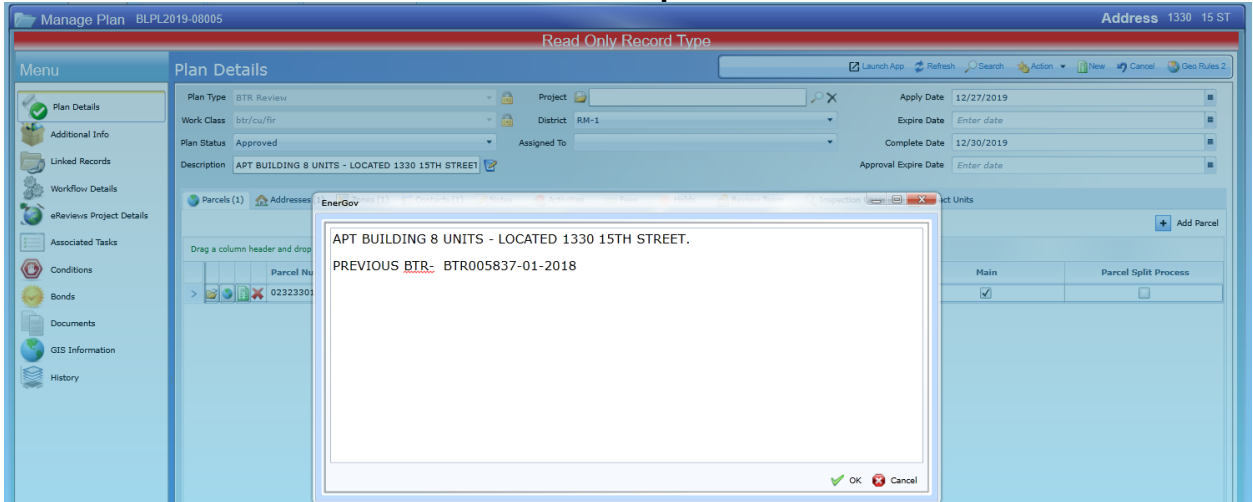 Manage Plan BLPL2019-08005
Address 1330 15 ST
Read Only Record Type
Menu
Plan Details
Launch App Refresh Search Action New Cancel Geo Rules 2
Plan Details
Additional Info
Linked Records
Workflow Details
eReviews Project Details
Associated Tasks
Conditions
Bonds
Documents
GIS Information
History
Plan Type BTR Review
Project
Apply Date 12/27/2019
Work Class btr/cu/fir
District RM-1
Expire Date Enter date
Plan Status Approved
Assigned To
Complete Date 12/30/2019
Description APT BUILDING 8 UNITS - LOCATED 1330 15TH STREET
Approval Expire Date Enter date
Parcels (1) Addresses
Units
Add Parcel
Drag a column header and drop
Parcel Nu
Main
Parcel Split Process
02323301
EnerGov
APT BUILDING 8 UNITS - LOCATED 1330 15TH STREET.
PREVIOUS BTR- BTR005837-01-2018
OK Cancel